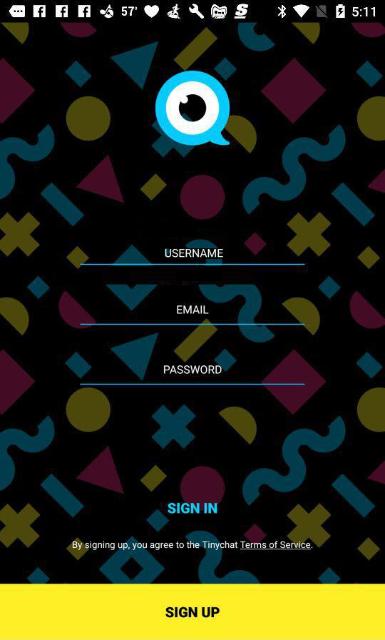 57° 5:11
USERNAME
EMAIL
PASSWORD
SIGN IN
By signing up, you agree to the Tinychat Terms of Service.
SIGN UP